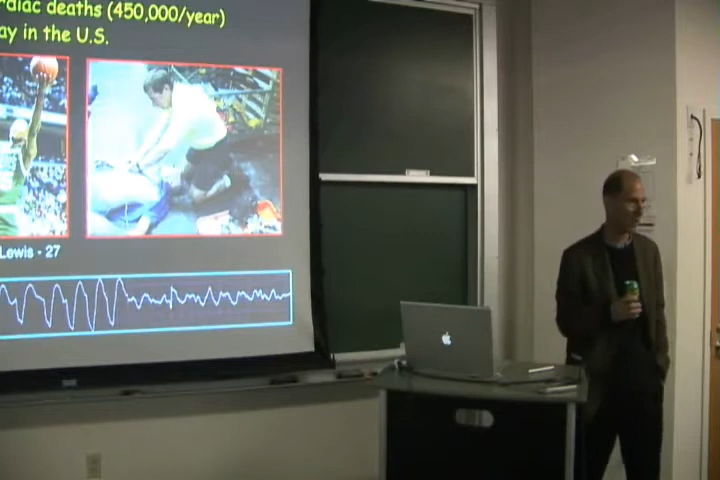 rdiac deaths (450,000/year)
ay in the U.S.
Lewis - 27